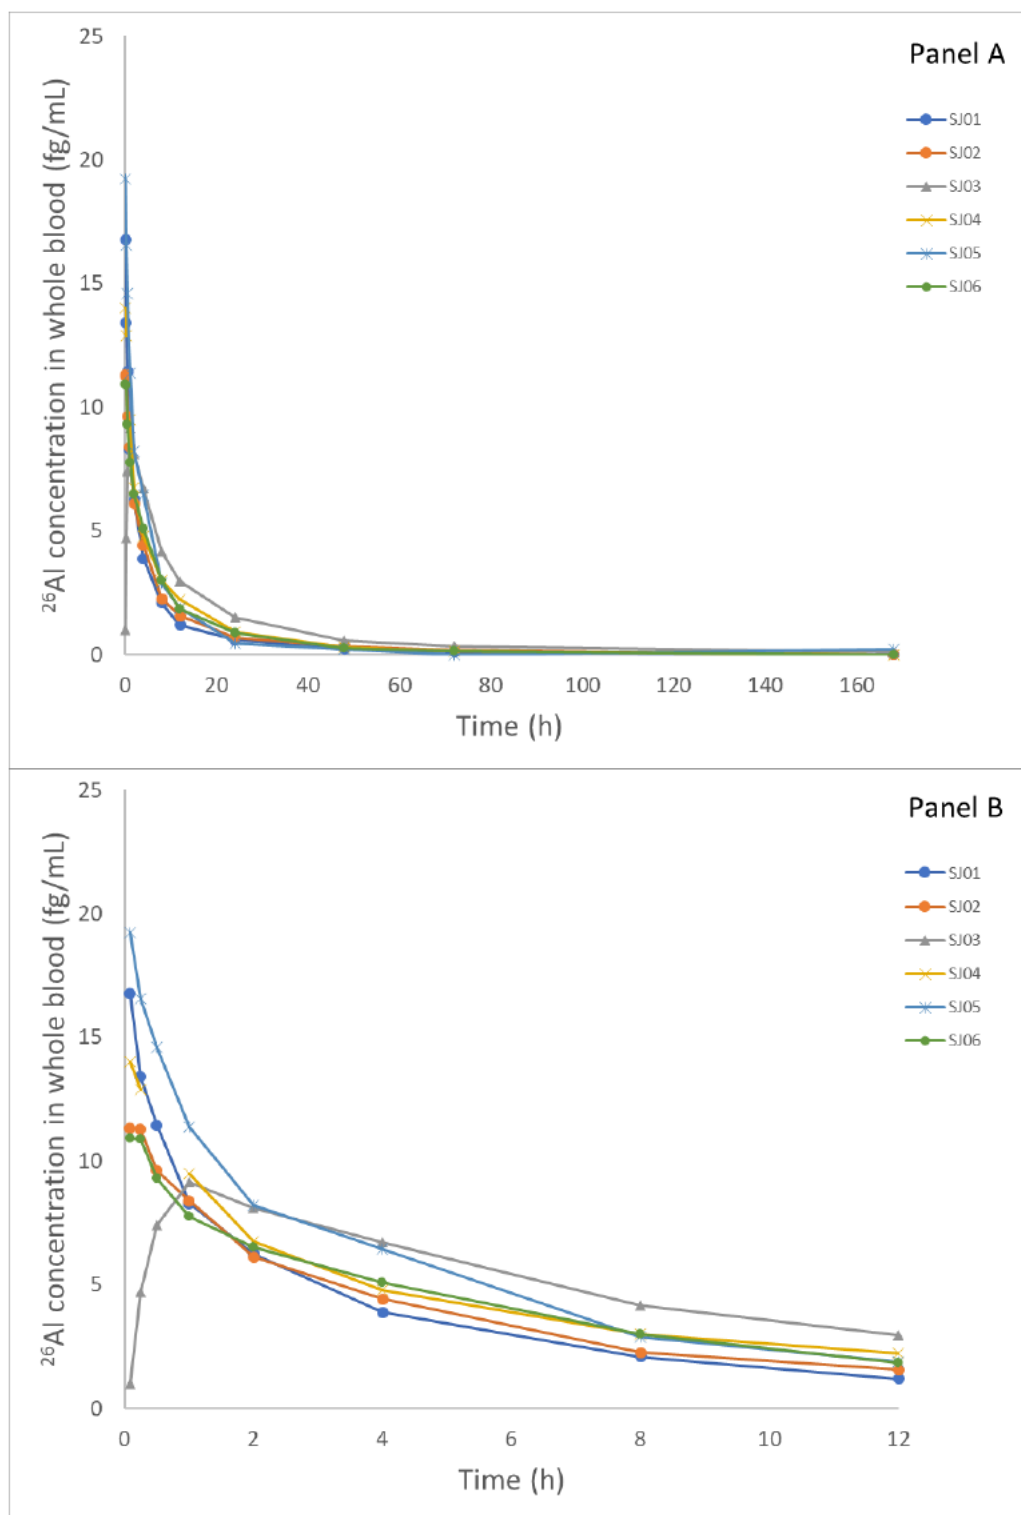 Panel A
25
20
15
10
5
0
²⁶Al concentration in whole blood (fg/mL)
SJ01
SJ02
SJ03
SJ04
SJ05
SJ06
0 20 40 60 80 100 120 140 160
Time (h)
Panel B
25
20
15
10
5
0
²⁶Al concentration in whole blood (fg/mL)
SJ01
SJ02
SJ03
SJ04
SJ05
SJ06
0 2 4 6 8 10 12
Time (h)